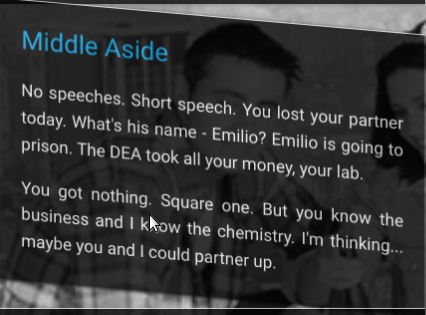 Middle Aside
No speeches. Short speech. You lost your partner
today. What's his name - Emilio? Emilio is going to
prison. The DEA took all your money, your lab.
You got nothing. Square one. But you know the
business and I know the chemistry. I'm thinking...
maybe you and I could partner up.